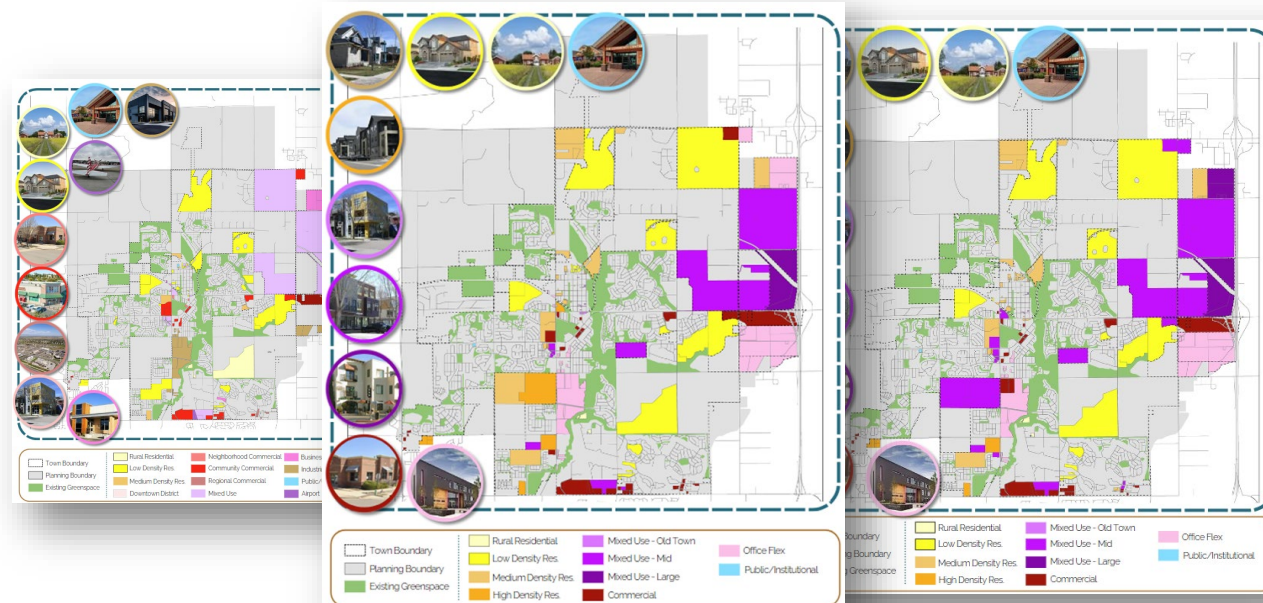 Town Boundary
Planning Boundary
Existing Greenspace
Rural Residential
Low Density Res.
Medium Density Res.
Downtown District
Neighborhood Commercial
Community Commercial
Regional Commercial
Mixed Use
Airport
Town Boundary
Planning Boundary
Existing Greenspace
Rural Residential
Low Density Res.
Medium Density Res.
High Density Res.
Mixed Use - Old Town
Mixed Use - Mid
Mixed Use - Large
Commercial
Office Flex
Public/Institutional
Boundary
Boundary
Greenspace
Rural Residential
Low Density Res.
Medium Density Res.
High Density Res.
Mixed Use - Old Town
Mixed Use - Mid
Mixed Use - Large
Commercial
Office Flex
Public/Institutional